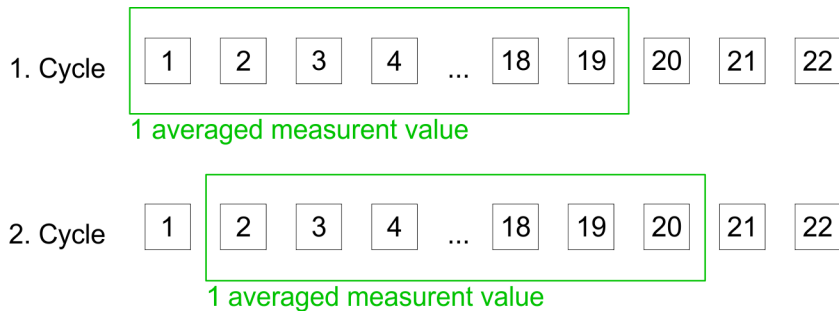 1. Cycle 1 2 3 4 ... 18 19 20 21 22
1 averaged measurent value
2. Cycle 1 2 3 4 ... 18 19 20 21 22
1 averaged measurent value